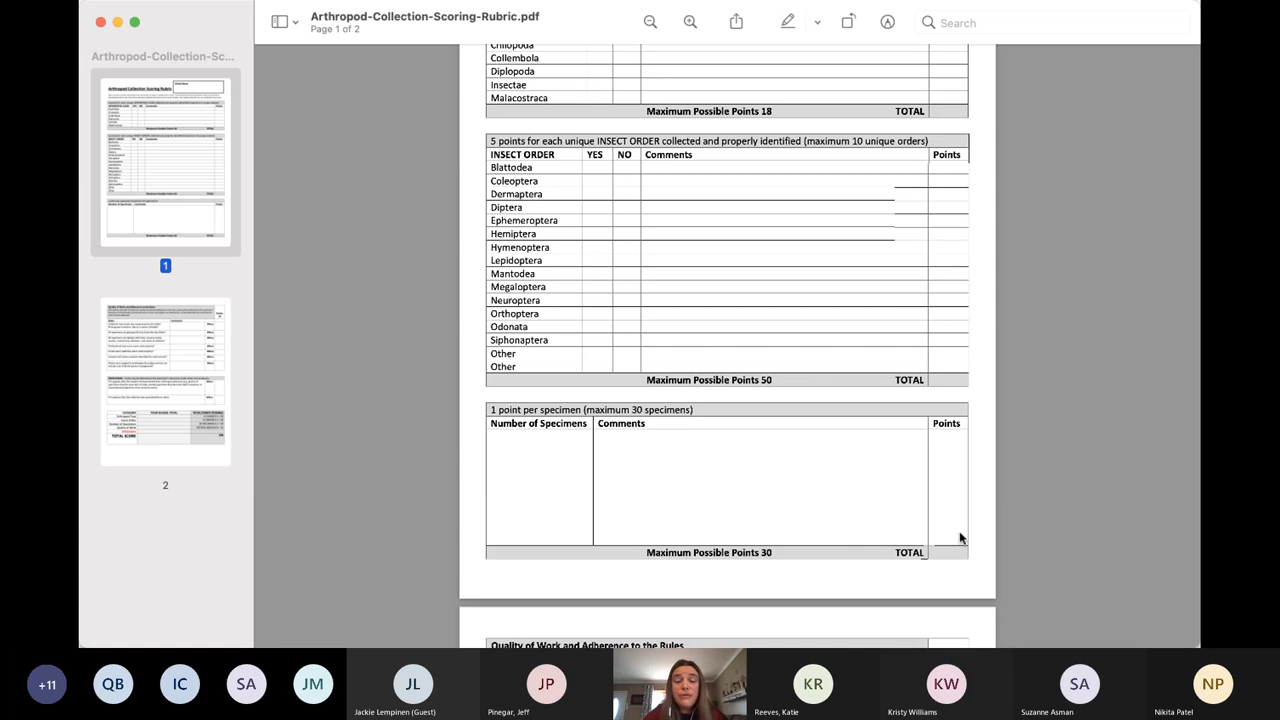 Arthropod-Collection-Scoring-Rubric.pdf
Page 1 of 2
Search
Arthropod-Collection-Sc...
Arthropod Collection Scoring Rubric
1
2
Chilopoda
Collembola
Diplopoda
Insectae
Malacostraca
Maximum Possible Points 18 TOTAL
5 points for each unique INSECT ORDER collected and properly identified (maximum 10 unique orders)
INSECT ORDER YES NO Comments Points
Blattodea
Coleoptera
Dermaptera
Diptera
Ephemeroptera
Hemiptera
Hymenoptera
Lepidoptera
Mantodea
Megaloptera
Neuroptera
Orthoptera
Odonata
Siphonaptera
Other
Other
Maximum Possible Points 50 TOTAL
1 point per specimen (maximum 30 specimens)
Number of Specimens Comments Points
Maximum Possible Points 30 TOTAL
Quality of Work and Adherence to the Rules
+11 QB IC SA JM JL JP KR KW SA NP
Jackie Lempinen (Guest) Pinegar, Jeff Reeves, Katie Kristy Williams Suzanne Asman Nikita Patel